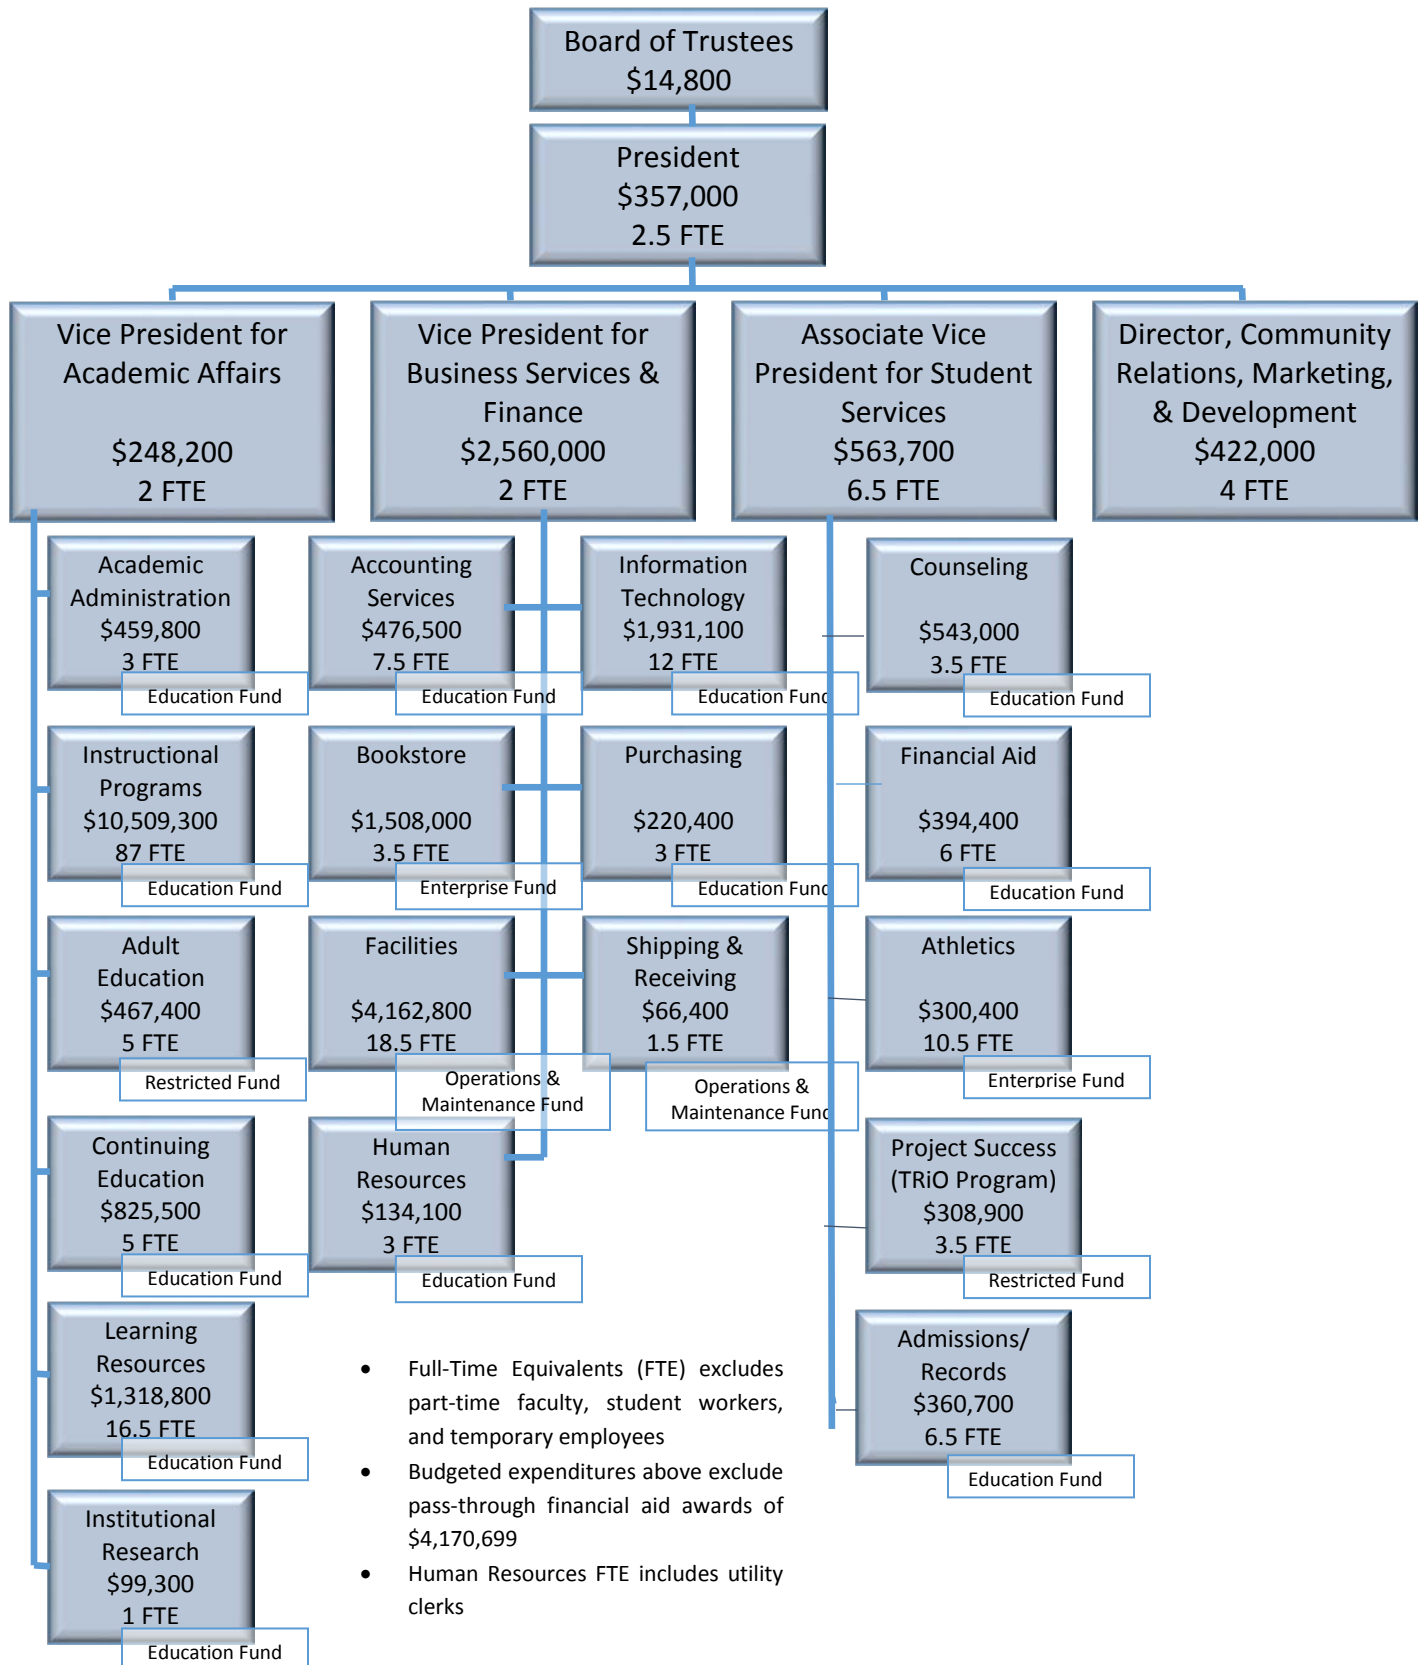 Board of Trustees
$14,800
President
$357,000
2.5 FTE
Vice President for
Academic Affairs
$248,200
2 FTE
Vice President for
Business Services &
Finance
$2,560,000
2 FTE
Associate Vice
President for Student
Services
$563,700
6.5 FTE
Director, Community
Relations, Marketing,
& Development
$422,000
4 FTE
Academic
Administration
$459,800
3 FTE
Education Fund
Accounting
Services
$476,500
7.5 FTE
Education Fund
Information
Technology
$1,931,100
12 FTE
Education Fund
Counseling
$543,000
3.5 FTE
Education Fund
Instructional
Programs
$10,509,300
87 FTE
Education Fund
Bookstore
$1,508,000
3.5 FTE
Enterprise Fund
Purchasing
$220,400
3 FTE
Education Fund
Financial Aid
$394,400
6 FTE
Education Fund
Adult
Education
$467,400
5 FTE
Restricted Fund
Facilities
$4,162,800
18.5 FTE
Operations &
Maintenance Fund
Shipping &
Receiving
$66,400
1.5 FTE
Operations &
Maintenance Fund
Athletics
$300,400
10.5 FTE
Enterprise Fund
Continuing
Education
$825,500
5 FTE
Education Fund
Human
Resources
$134,100
3 FTE
Education Fund
Project Success
(TRiO Program)
$308,900
3.5 FTE
Restricted Fund
Learning
Resources
$1,318,800
16.5 FTE
Education Fund
Admissions/
Records
$360,700
6.5 FTE
Education Fund
Institutional
Research
$99,300
1 FTE
Education Fund
• Full-Time Equivalents (FTE) excludes
part-time faculty, student workers,
and temporary employees
• Budgeted expenditures above exclude
pass-through financial aid awards of
$4,170,699
• Human Resources FTE includes utility
clerks